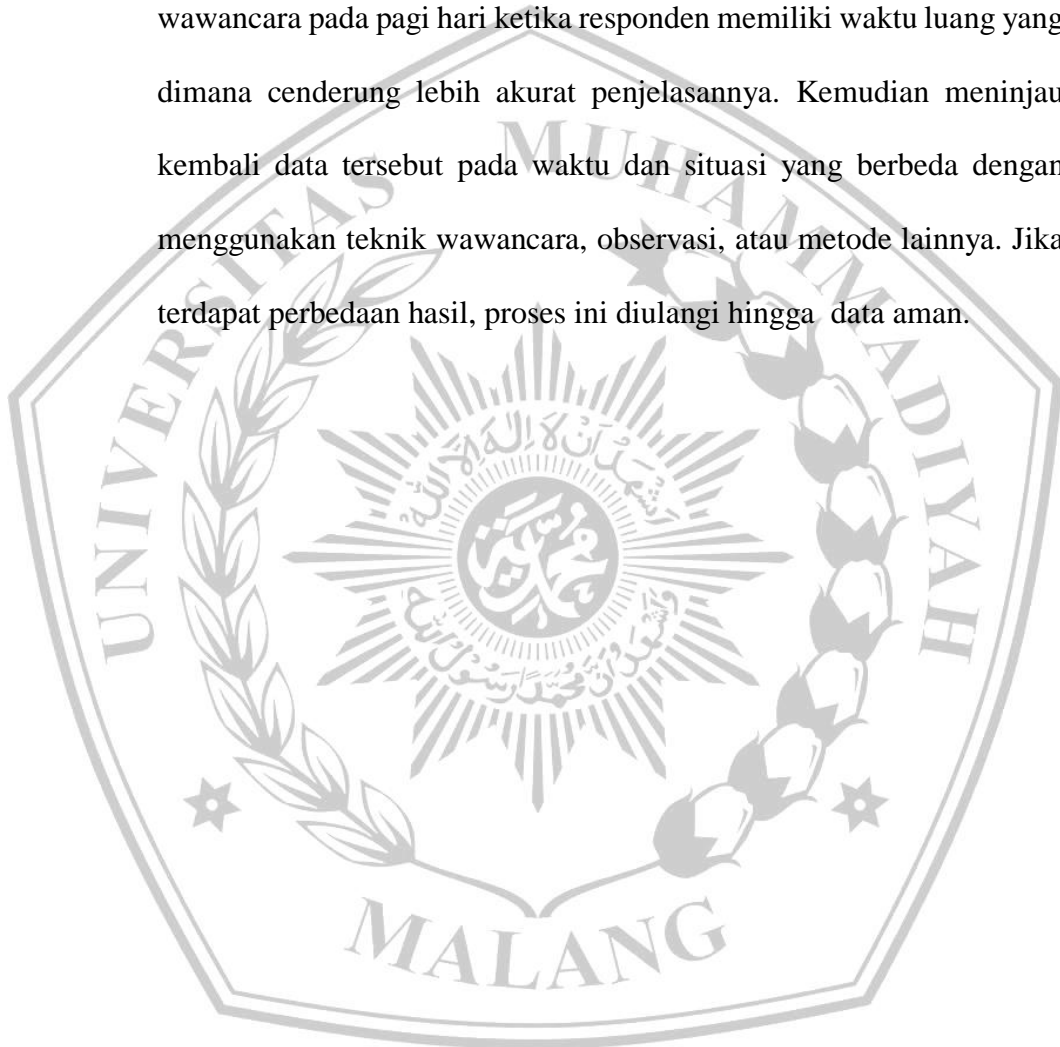 wawancara pada pagi hari ketika responden memiliki waktu luang yang
dimana cenderung lebih akurat penjelasannya. Kemudian meninjau
kembali data tersebut pada waktu dan situasi yang berbeda dengan
menggunakan teknik wawancara, observasi, atau metode lainnya. Jika
terdapat perbedaan hasil, proses ini diulangi hingga  data aman.
UNIVERSITAS MUHAMMADIYAH
MALANG